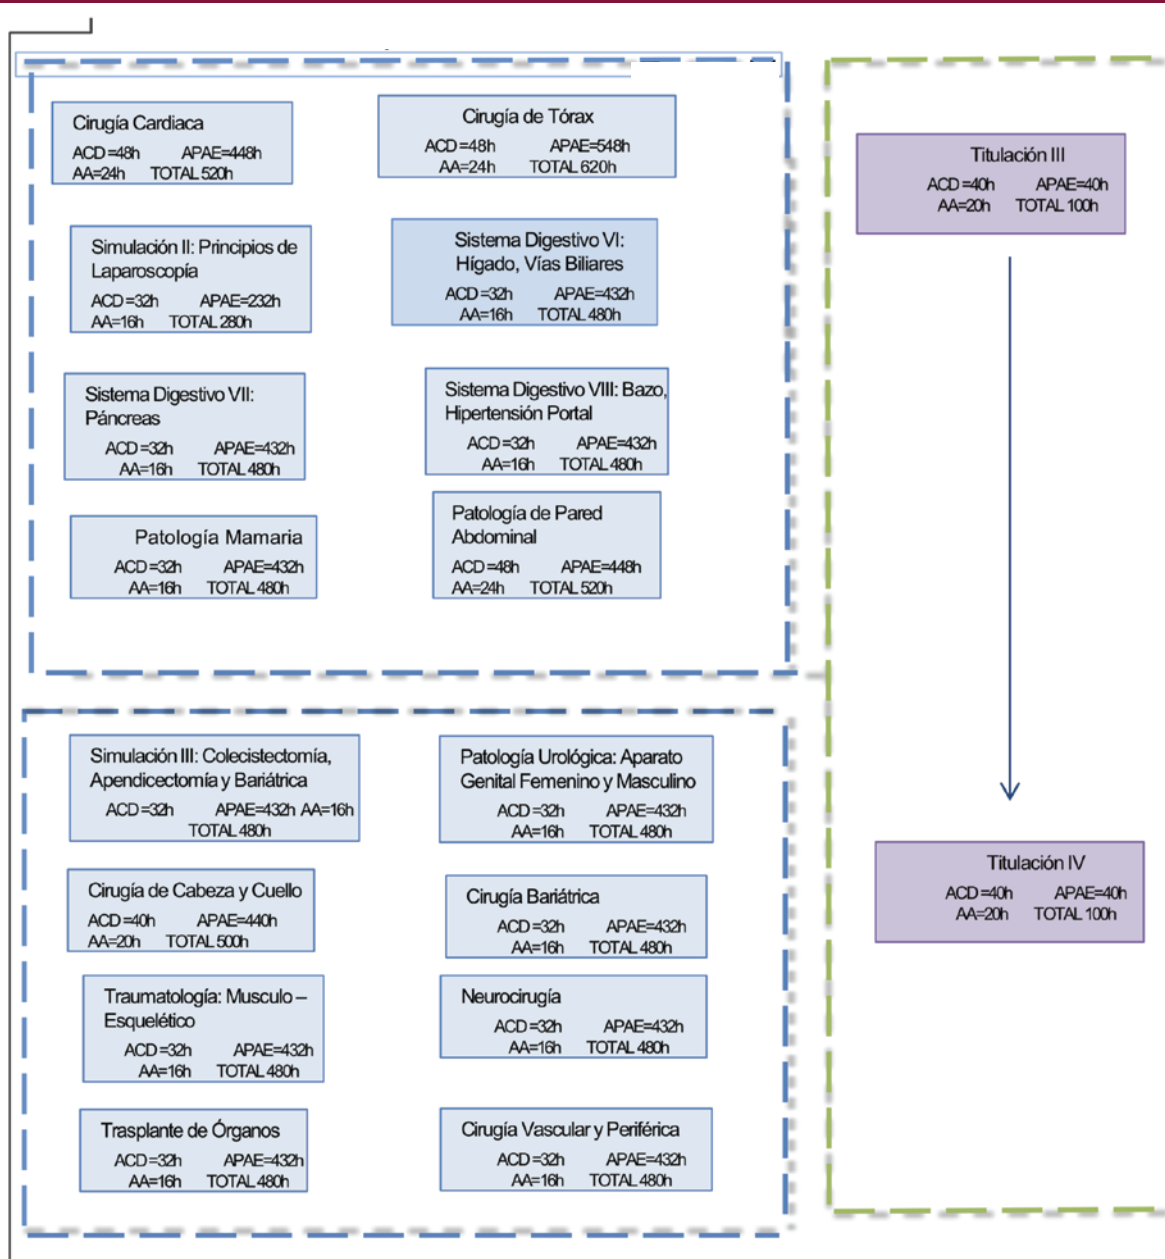 Cirugía Cardiaca
ACD =48h APAE=448h
AA=24h TOTAL 520h
Cirugía de Tórax
ACD =48h APAE=548h
AA=24h TOTAL 620h
Simulación II: Principios de
Laparoscopía
ACD =32h APAE=232h
AA=16h TOTAL 280h
Sistema Digestivo VI:
Hígado, Vías Biliares
ACD =32h APAE=432h
AA=16h TOTAL 480h
Sistema Digestivo VII:
Páncreas
ACD =32h APAE=432h
AA=16h TOTAL 480h
Sistema Digestivo VIII: Bazo,
Hipertensión Portal
ACD =32h APAE=432h
AA=16h TOTAL 480h
Patología Mamaria
ACD =32h APAE=432h
AA=16h TOTAL 480h
Patología de Pared
Abdominal
ACD =48h APAE=448h
AA=24h TOTAL 520h
Simulación III: Colecistectomía,
Apendicectomía y Bariátrica
ACD =32h APAE=432h AA=16h
TOTAL 480h
Patología Urológica: Aparato
Genital Femenino y Masculino
ACD =32h APAE=432h
AA=16h TOTAL 480h
Cirugía de Cabeza y Cuello
ACD =40h APAE=440h
AA=20h TOTAL 500h
Cirugía Bariátrica
ACD =32h APAE=432h
AA=16h TOTAL 480h
Traumatología: Musculo –
Esquelético
ACD =32h APAE=432h
AA=16h TOTAL 480h
Neurocirugía
ACD =32h APAE=432h
AA=16h TOTAL 480h
Trasplante de Órganos
ACD =32h APAE=432h
AA=16h TOTAL 480h
Cirugía Vascular y Periférica
ACD =32h APAE=432h
AA=16h TOTAL 480h
Titulación III
ACD =40h APAE=40h
AA=20h TOTAL 100h
Titulación IV
ACD =40h APAE=40h
AA=20h TOTAL 100h